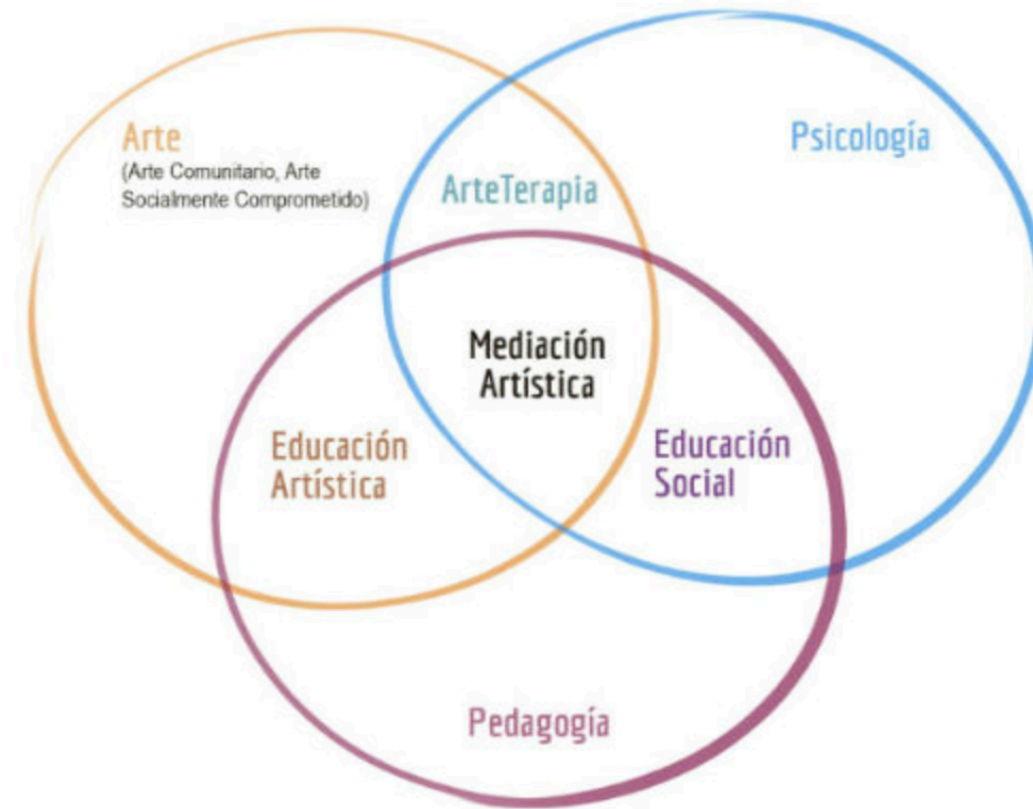 Arte
(Arte Comunitario, Arte
Socialmente Comprometido)
Psicología
ArteTerapia
Mediación
Artística
Educación
Artística
Educación
Social
Pedagogía